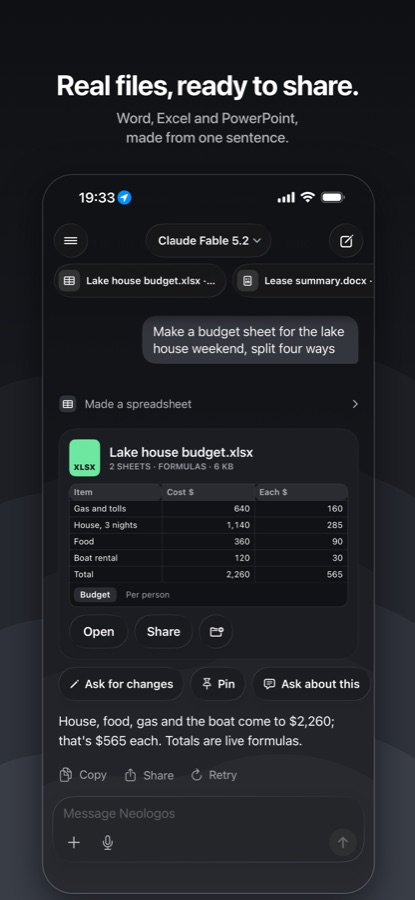 Real files, ready to share.
Word, Excel and PowerPoint,
made from one sentence.
19:33
Claude Fable 5.2
Lake house budget.xlsx ·...
Lease summary.docx ·
Make a budget sheet for the lake
house weekend, split four ways
Made a spreadsheet
XLSX
Lake house budget.xlsx
2 SHEETS · FORMULAS · 6 KB
Item Cost $ Each $
Gas and tolls 640 160
House, 3 nights 1,140 285
Food 360 90
Boat rental 120 30
Total 2,260 565
Budget Per person
Open Share
Ask for changes Pin Ask about this
House, food, gas and the boat come to $2,260;
that's $565 each. Totals are live formulas.
Copy Share Retry
Message Neologos